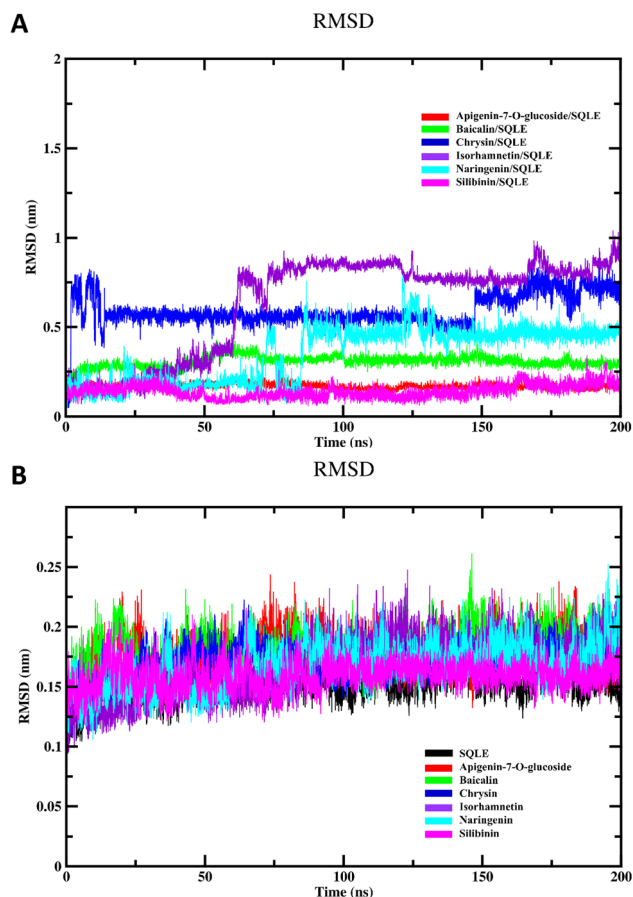 A
RMSD
2
1.5
1
0.5
0
RMSD (nm)
Apigenin-7-O-glucoside/SQLE
Baicalin/SQLE
Chrysin/SQLE
Isorhamnetin/SQLE
Naringenin/SQLE
Silibinin/SQLE
0 50 100 150 200
Time (ns)
B
RMSD
0.25
0.2
0.15
0.1
0.05
0
RMSD (nm)
SQLE
Apigenin-7-O-glucoside
Baicalin
Chrysin
Isorhamnetin
Naringenin
Silibinin
0 50 100 150 200
Time (ns)